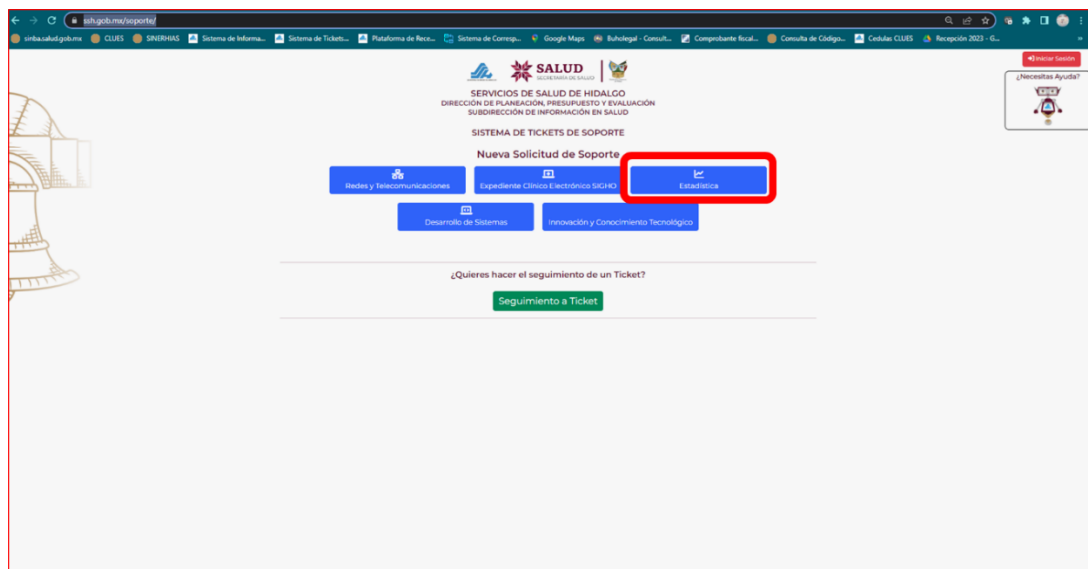 ssh.gob.mx/soporte/
sinba.salud.gob.mx CLUES SINERHIAS Sistema de Informa... Sistema de Tickets... Plataforma de Rece... Sistema de Corresp... Google Maps Buholegal - Consult... Comprobante fiscal... Consulta de Código... Cedulas CLUES Recepción 2023 - G...
Iniciar Sesión
¿Necesitas Ayuda?
SALUD
SECRETARÍA DE SALUD
SERVICIOS DE SALUD DE HIDALGO
DIRECCIÓN DE PLANEACIÓN, PRESUPUESTO Y EVALUACIÓN
SUBDIRECCIÓN DE INFORMACIÓN EN SALUD
SISTEMA DE TICKETS DE SOPORTE
Nueva Solicitud de Soporte
Redes y Telecomunicaciones Expediente Clínico Electrónico SIGHO Estadística
Desarrollo de Sistemas Innovación y Conocimiento Tecnológico
¿Quieres hacer el seguimiento de un Ticket?
Seguimiento a Ticket